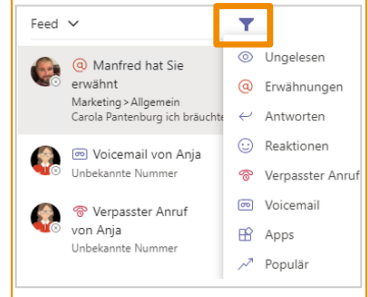 Feed
Manfred hat Sie
erwähnt
Marketing > Allgemein
Carola Pantenburg ich bräuchte
Voicemail von Anja
Unbekannte Nummer
Verpasster Anruf
von Anja
Unbekannte Nummer
Ungelesen
Erwähnungen
Antworten
Reaktionen
Verpasster Anruf
Voicemail
Apps
Populär